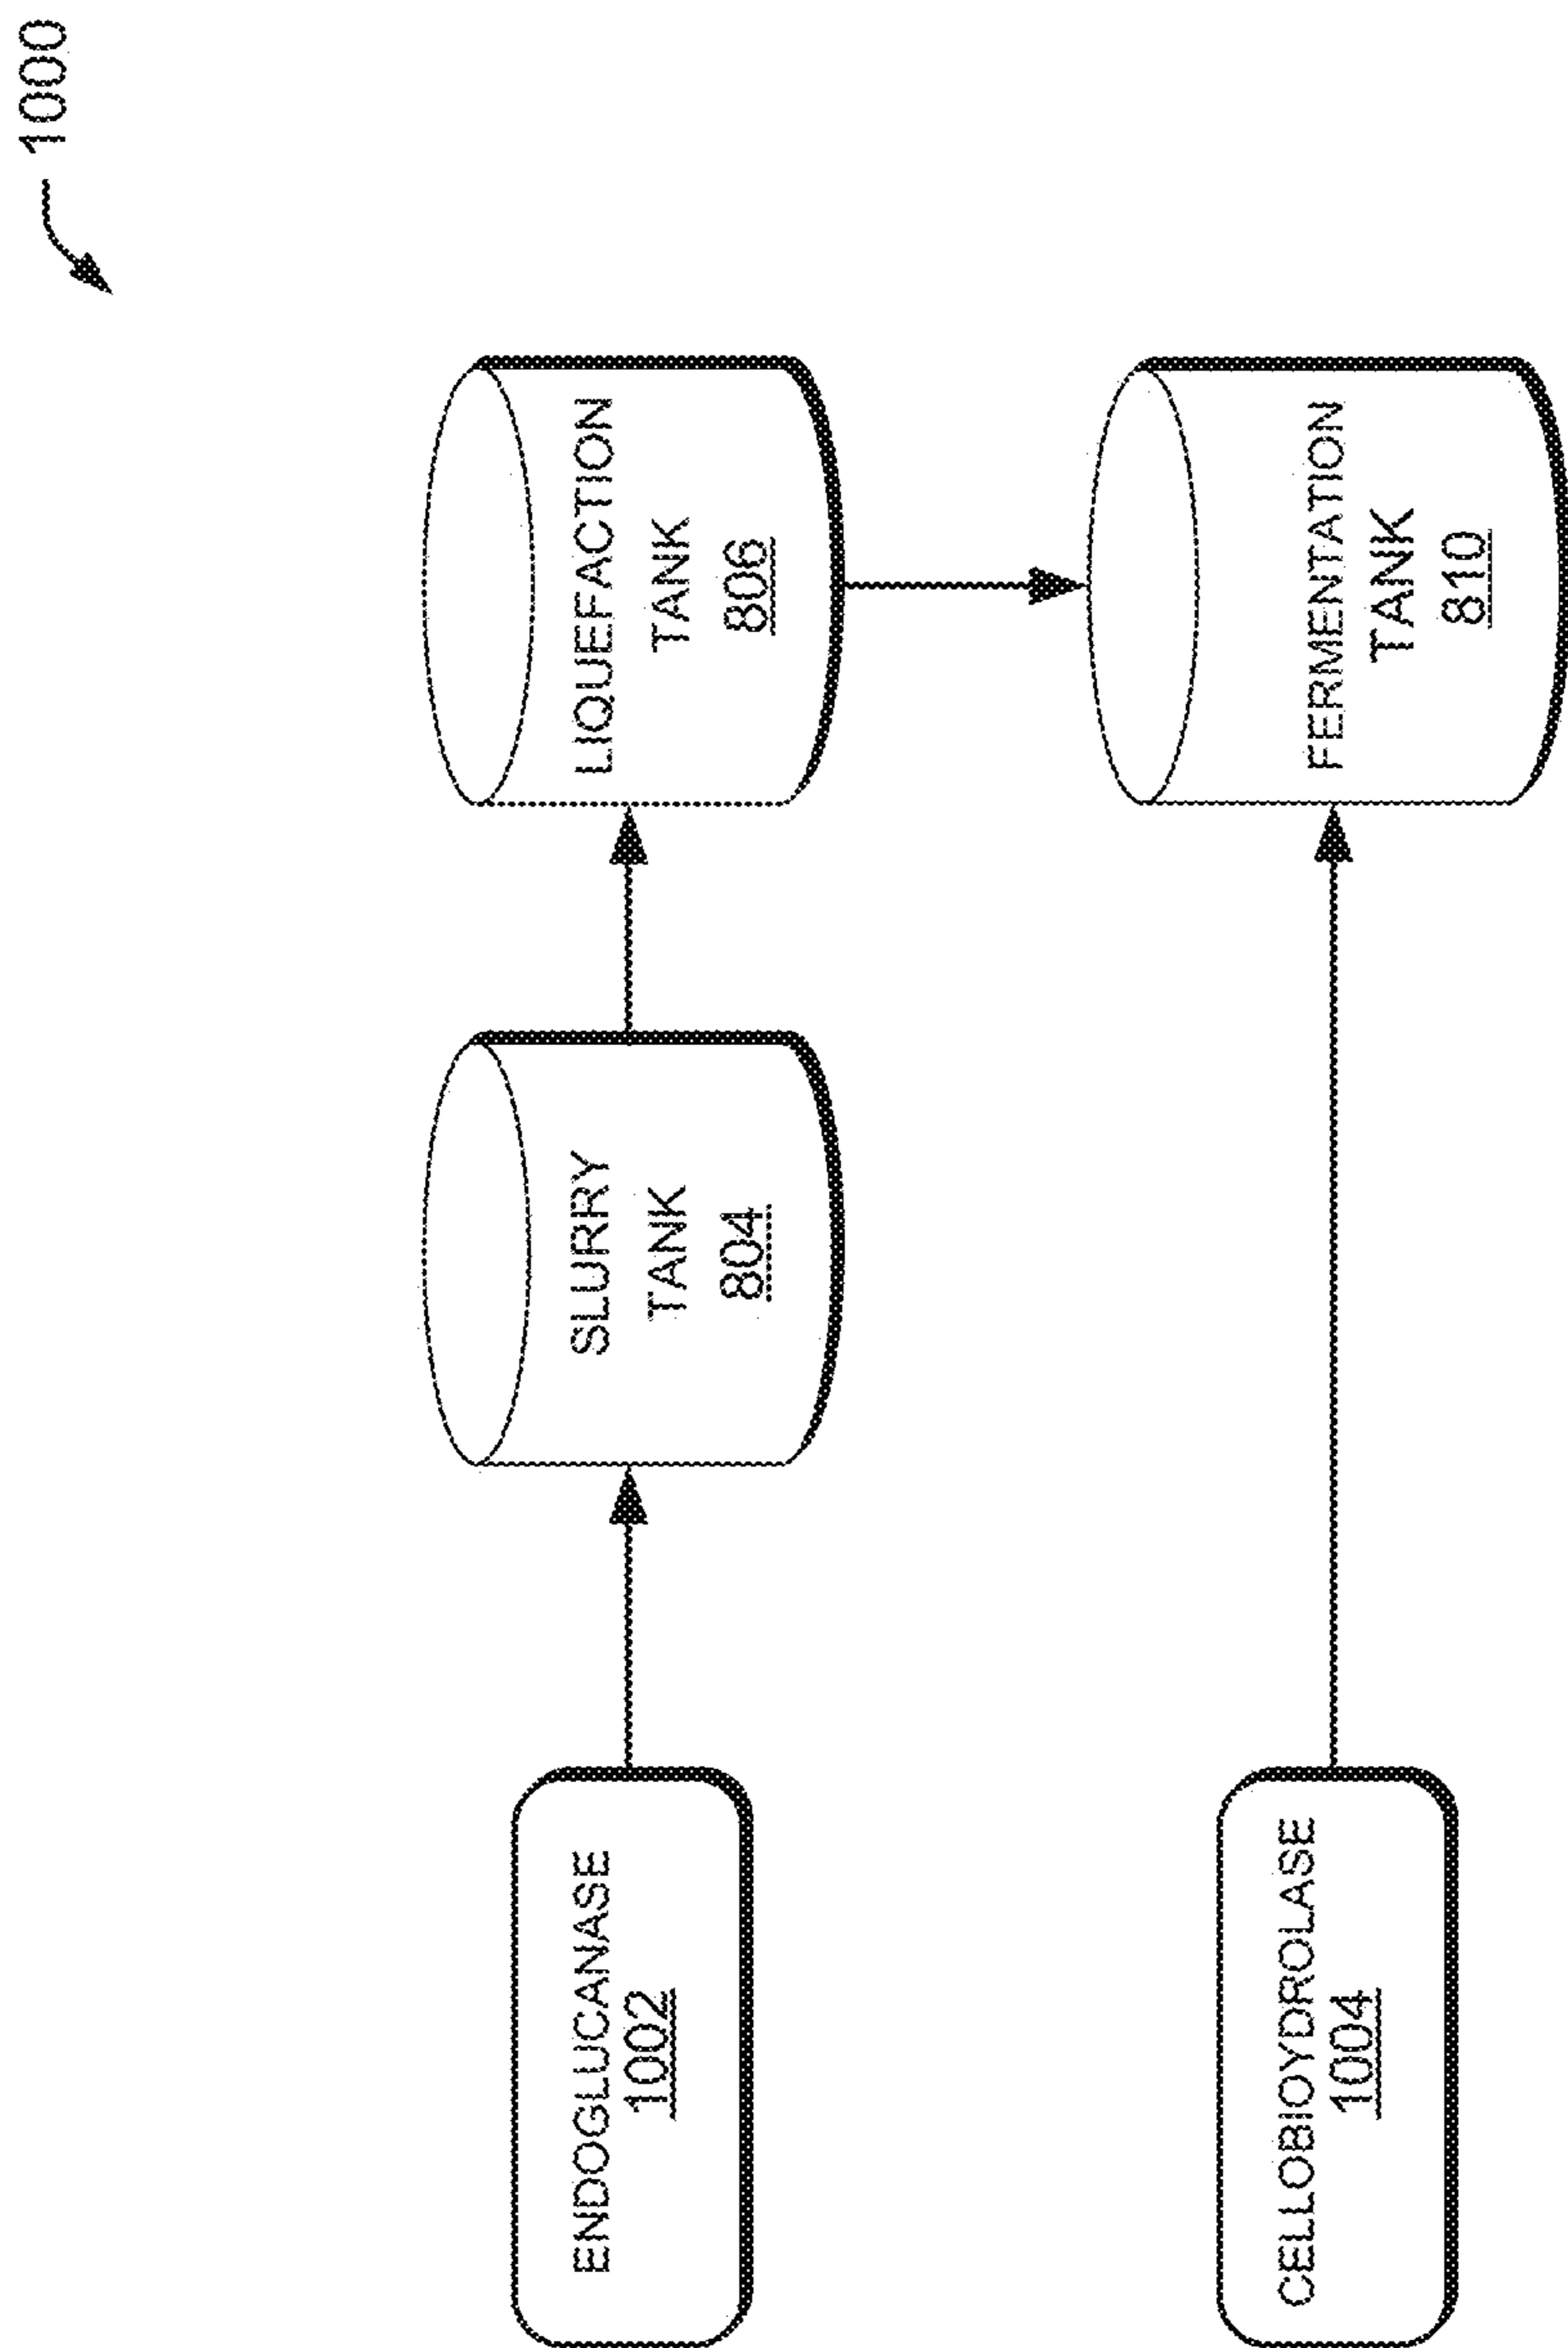 1000
ENDOGLUCANASE
1002
SLURRY
TANK
804
LIQUEFACTION
TANK
806
CELLOBIOYDROLASE
1004
FERMENTATION
TANK
810